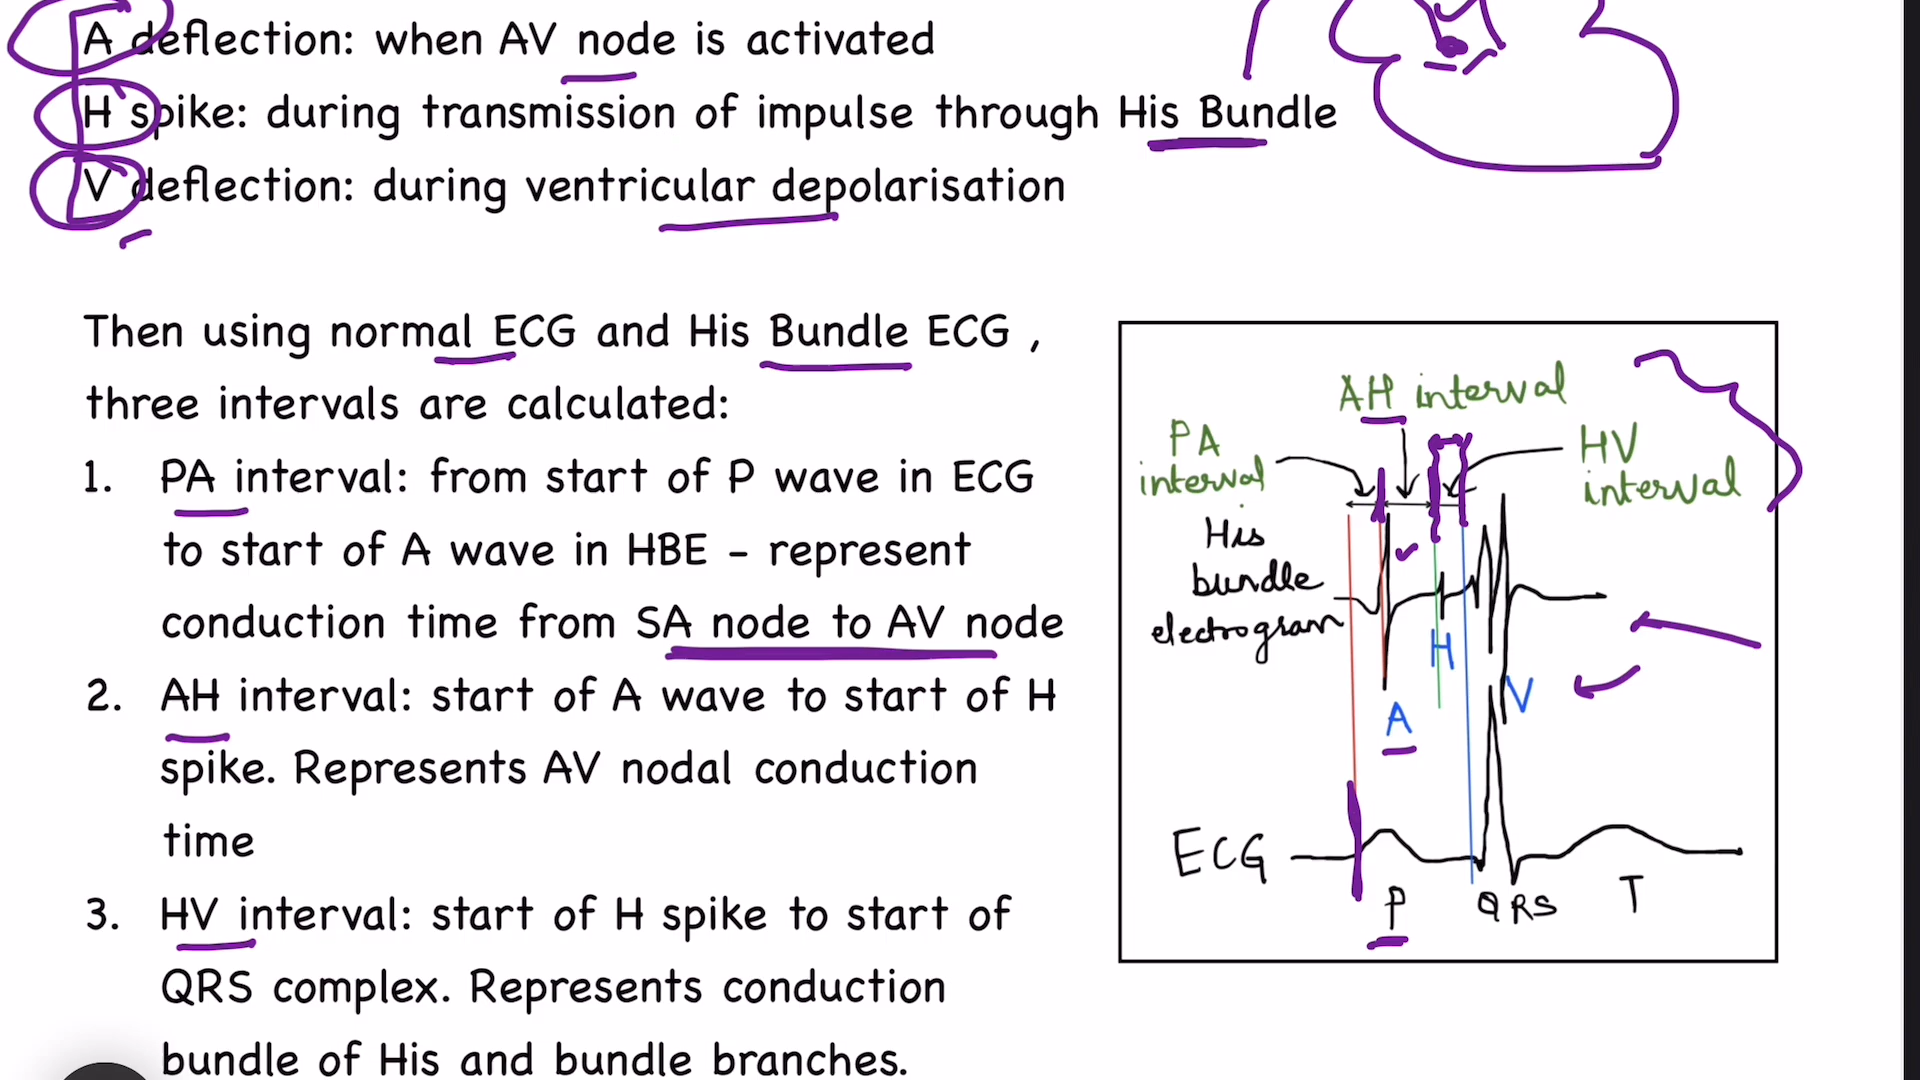 A deflection: when AV node is activated
H spike: during transmission of impulse through His Bundle
V deflection: during ventricular depolarisation
Then using normal ECG and His Bundle ECG ,
three intervals are calculated:
1. PA interval: from start of P wave in ECG
to start of A wave in HBE - represent
conduction time from SA node to AV node
2. AH interval: start of A wave to start of H
spike. Represents AV nodal conduction
time
3. HV interval: start of H spike to start of
QRS complex. Represents conduction
bundle of His and bundle branches.
AH interval
PA
interval
HV
interval
His
bundle
electrogram
H
V
A
ECG
P
QRS
T